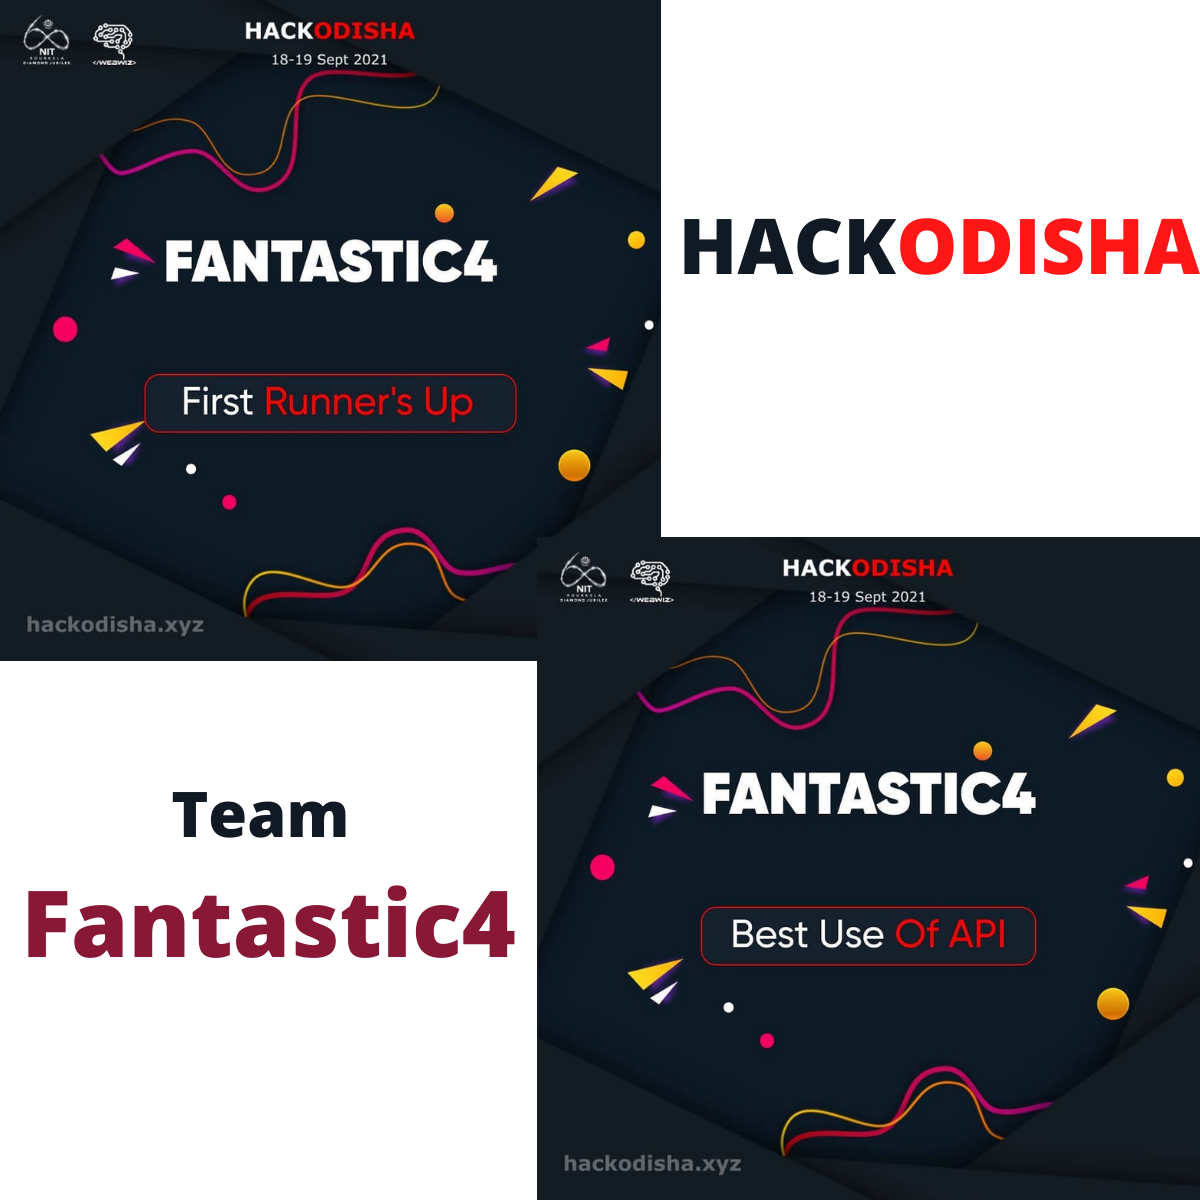 HACKODISHA
18-19 Sept 2021
NIT
ROURKELA
DIAMOND JUBILEE
</WEBWIZ>
FANTASTIC4
First Runner's Up
hackodisha.xyz
HACKODISHA
Team
Fantastic4
HACKODISHA
18-19 Sept 2021
NIT
ROURKELA
DIAMOND JUBILEE
</WEBWIZ>
FANTASTIC4
Best Use Of API
hackodisha.xyz